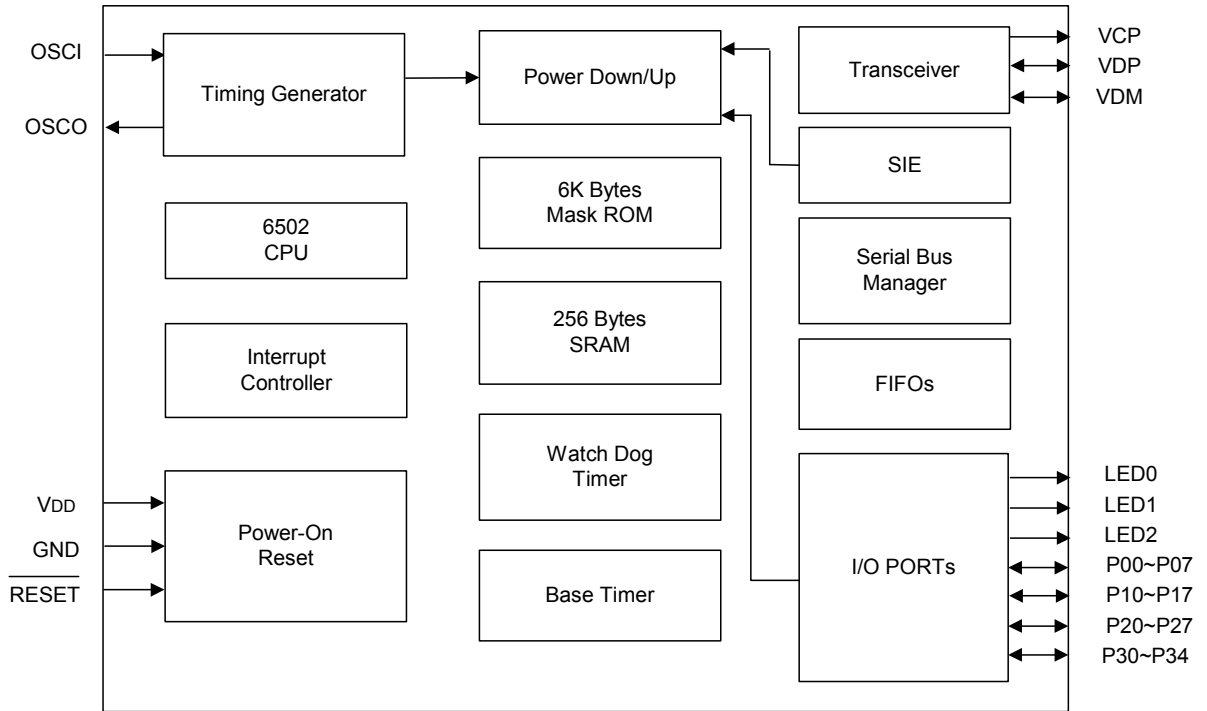 OSCI
OSCO
Timing Generator
Power Down/Up
Transceiver
VCP
VDP
VDM
SIE
6502
CPU
6K Bytes
Mask ROM
Serial Bus
Manager
Interrupt
Controller
256 Bytes
SRAM
FIFOs
VDD
GND
RESET
Power-On
Reset
Watch Dog
Timer
Base Timer
I/O PORTs
LED0
LED1
LED2
P00~P07
P10~P17
P20~P27
P30~P34